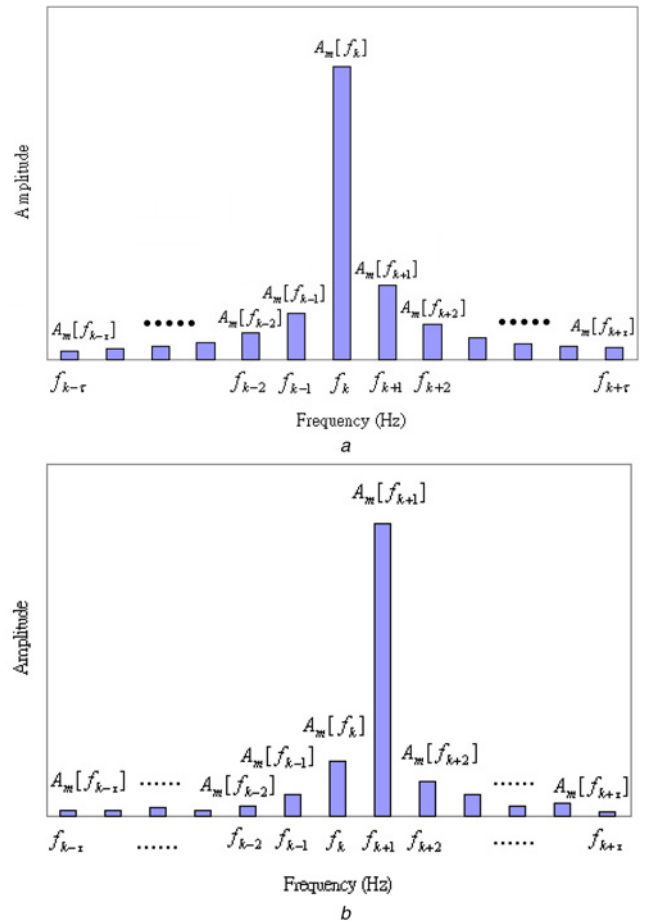 A_m[f_k]
Amplitude
A_m[f_{k+1}]
A_m[f_{k-1}]
A_m[f_{k-2}] A_m[f_{k+2}]
A_m[f_{k-τ}] ••••• ••••• A_m[f_{k+τ}]
f_{k-τ} f_{k-2} f_{k-1} f_k f_{k+1} f_{k+2} f_{k+τ}
Frequency (Hz)
a
A_m[f_{k+1}]
Amplitude
A_m[f_k]
A_m[f_{k-1}] A_m[f_{k+2}]
A_m[f_{k-τ}] ...... A_m[f_{k-2}] ...... A_m[f_{k+τ}]
f_{k-τ} ...... f_{k-2} f_{k-1} f_k f_{k+1} f_{k+2} ...... f_{k+τ}
Frequency (Hz)
b